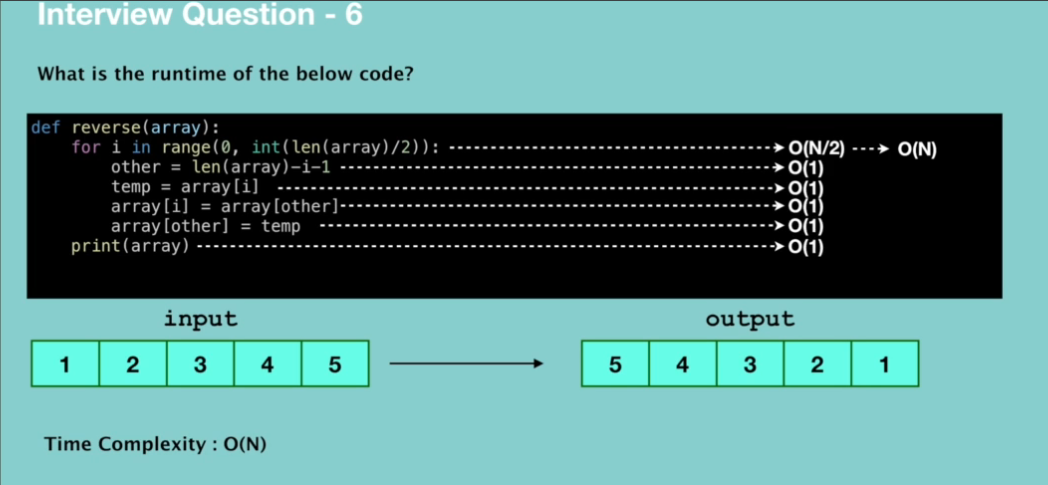 Interview Question - 6
What is the runtime of the below code?
def reverse(array):
for i in range(0, int(len(array)/2)): O(N/2) O(N)
other = len(array)-i-1 O(1)
temp = array[i] O(1)
array[i] = array[other] O(1)
array[other] = temp O(1)
print(array) O(1)
input output
1 2 3 4 5 5 4 3 2 1
Time Complexity : O(N)